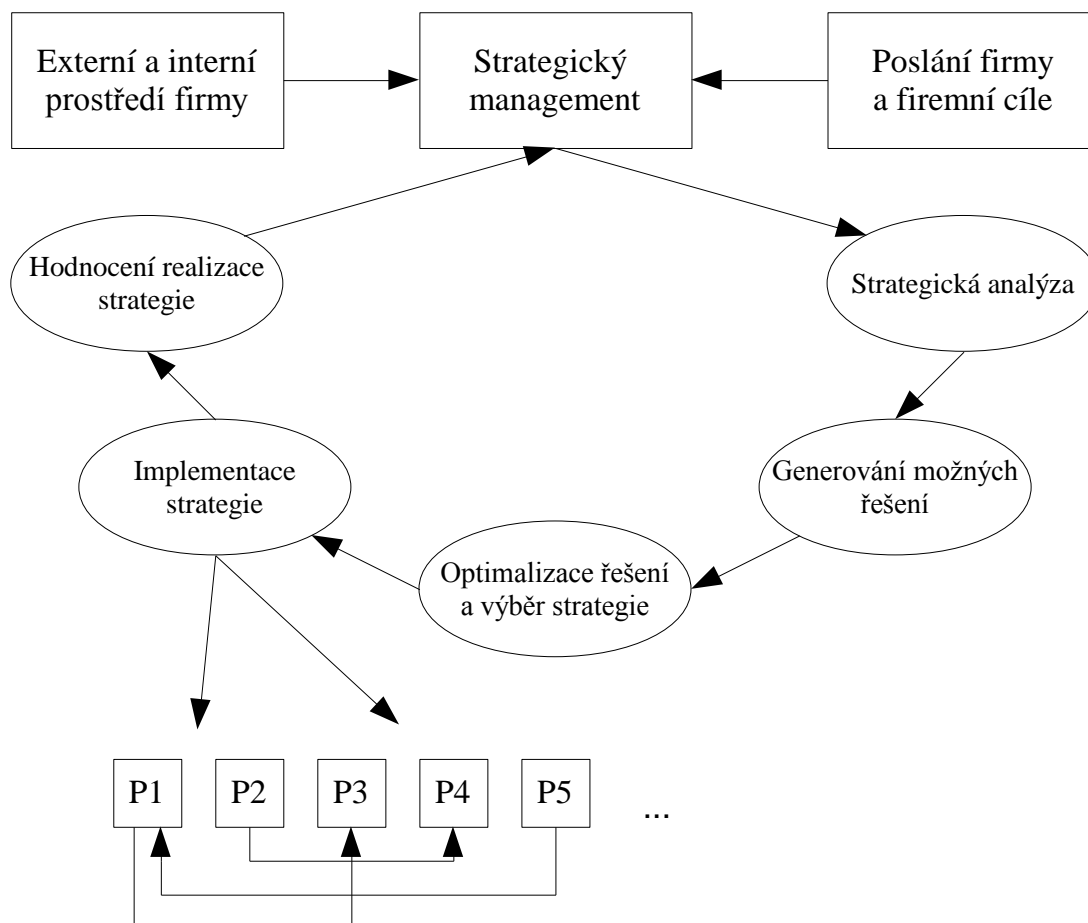 Externí a interní
prostředí firmy
Strategický
management
Poslání firmy
a firemní cíle
Hodnocení realizace
strategie
Strategická analýza
Implementace
strategie
Generování možných
řešení
Optimalizace řešení
a výběr strategie
P1
P2
P3
P4
P5
...